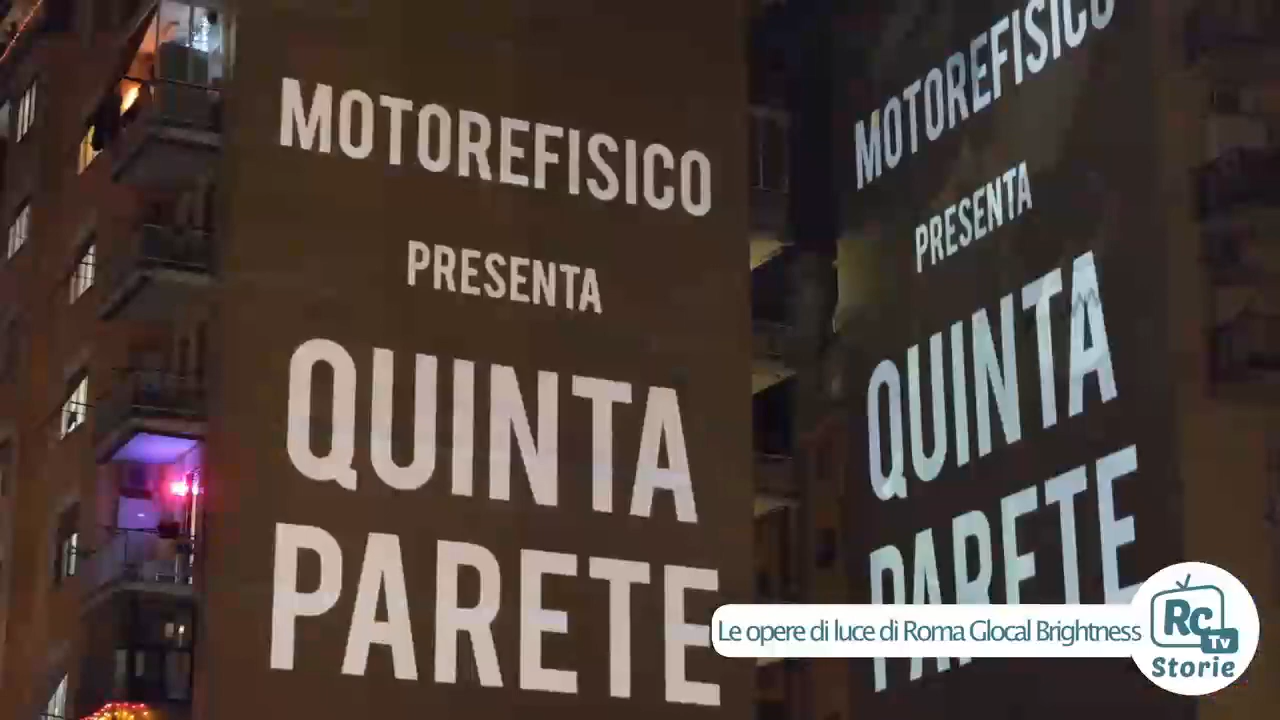 MOTOREFISICO
PRESENTA
QUINTA
PARETE
MOTOREFISICO
PRESENTA
QUINTA
PARETE
Le opere di luce di Roma Glocal Brightness
Rc
Tv
Storie